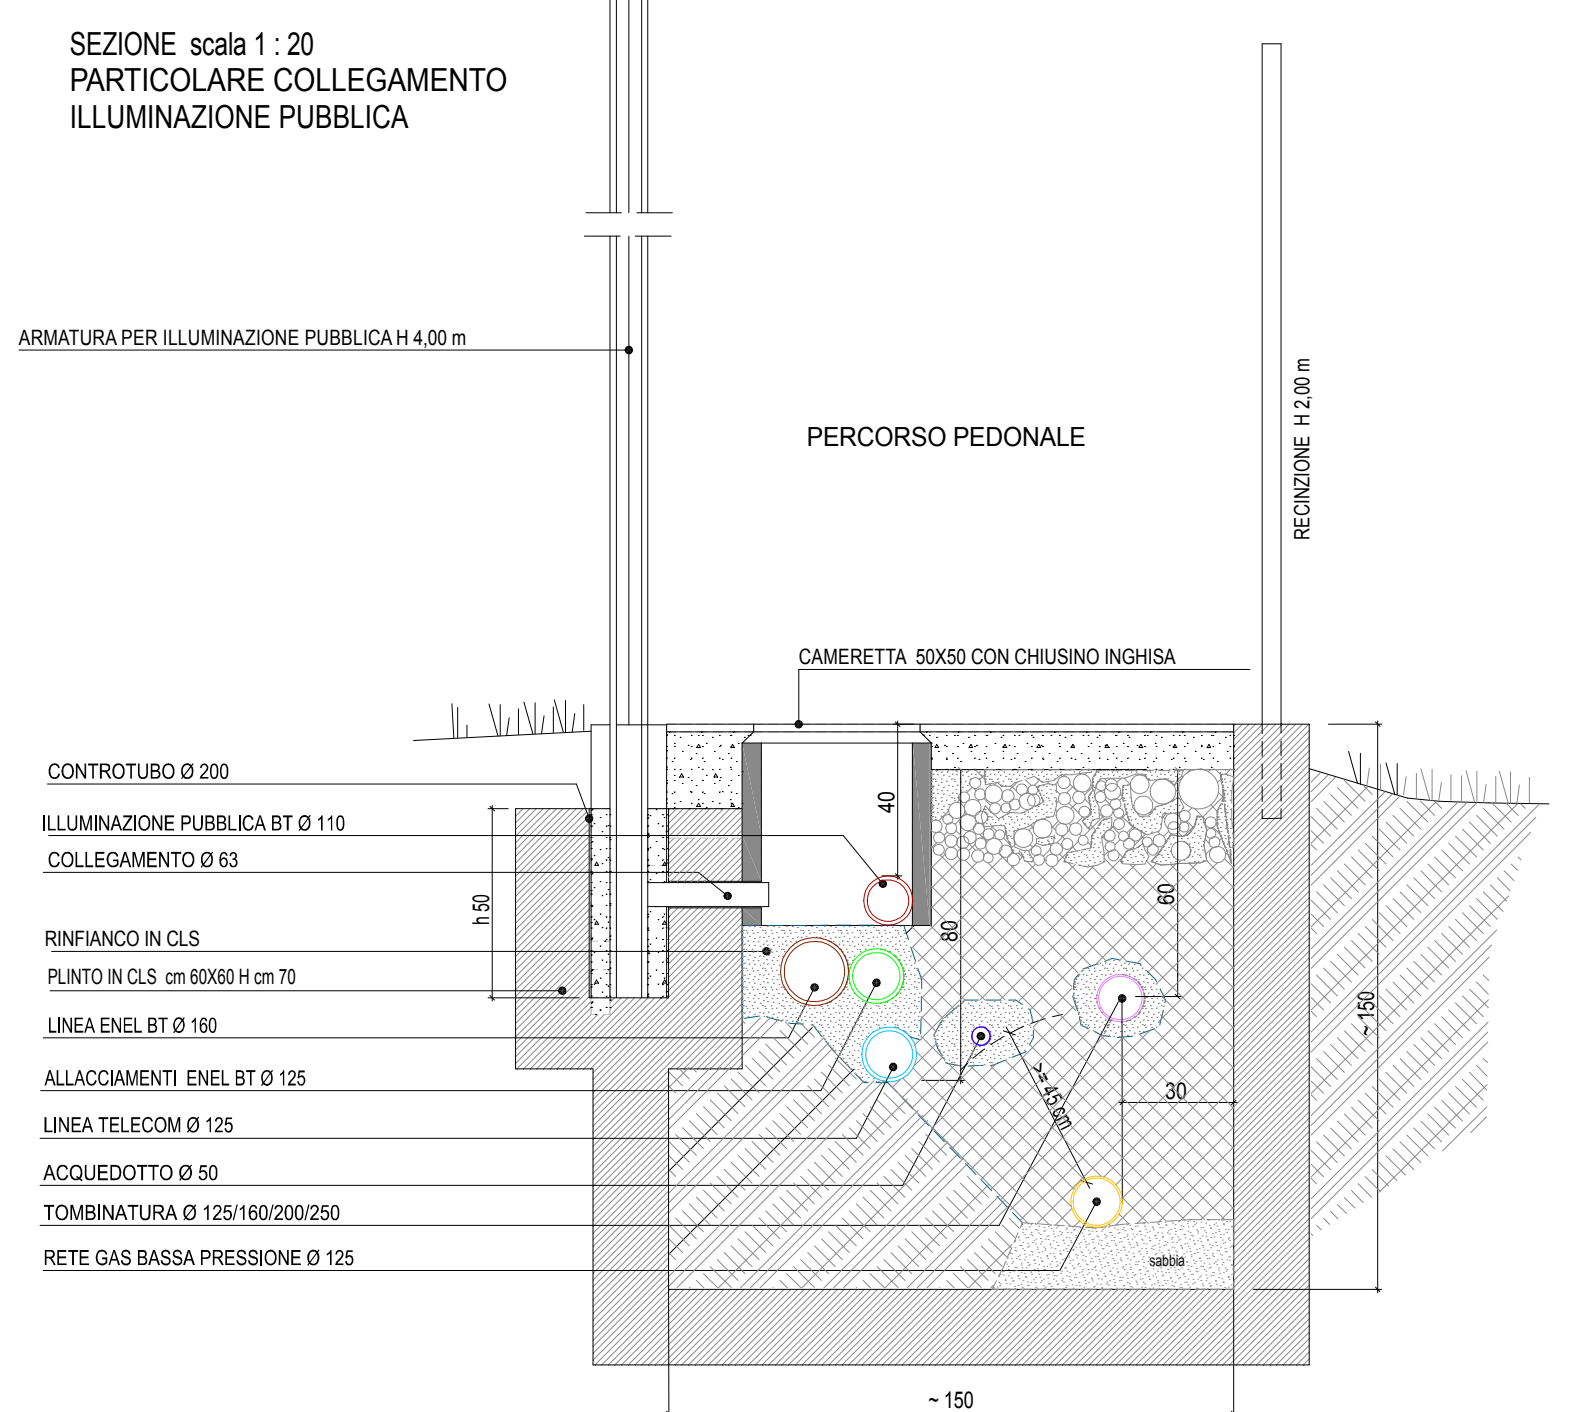 SEZIONE scala 1 : 20
PARTICOLARE COLLEGAMENTO
ILLUMINAZIONE PUBBLICA
ARMATURA PER ILLUMINAZIONE PUBBLICA H 4,00 m
PERCORSO PEDONALE
RECINZIONE H 2,00 m
CAMERETTA 50X50 CON CHIUSINO INGHISA
CONTROTUBO Ø 200
ILLUMINAZIONE PUBBLICA BT Ø 110
COLLEGAMENTO Ø 63
RINFIANCO IN CLS
PLINTO IN CLS cm 60X60 H cm 70
LINEA ENEL BT Ø 160
ALLACCIAMENTI ENEL BT Ø 125
LINEA TELECOM Ø 125
ACQUEDOTTO Ø 50
TOMBINATURA Ø 125/160/200/250
RETE GAS BASSA PRESSIONE Ø 125
h 50
40
80
60
>= 45 cm
30
~ 150
sabbia
~ 150